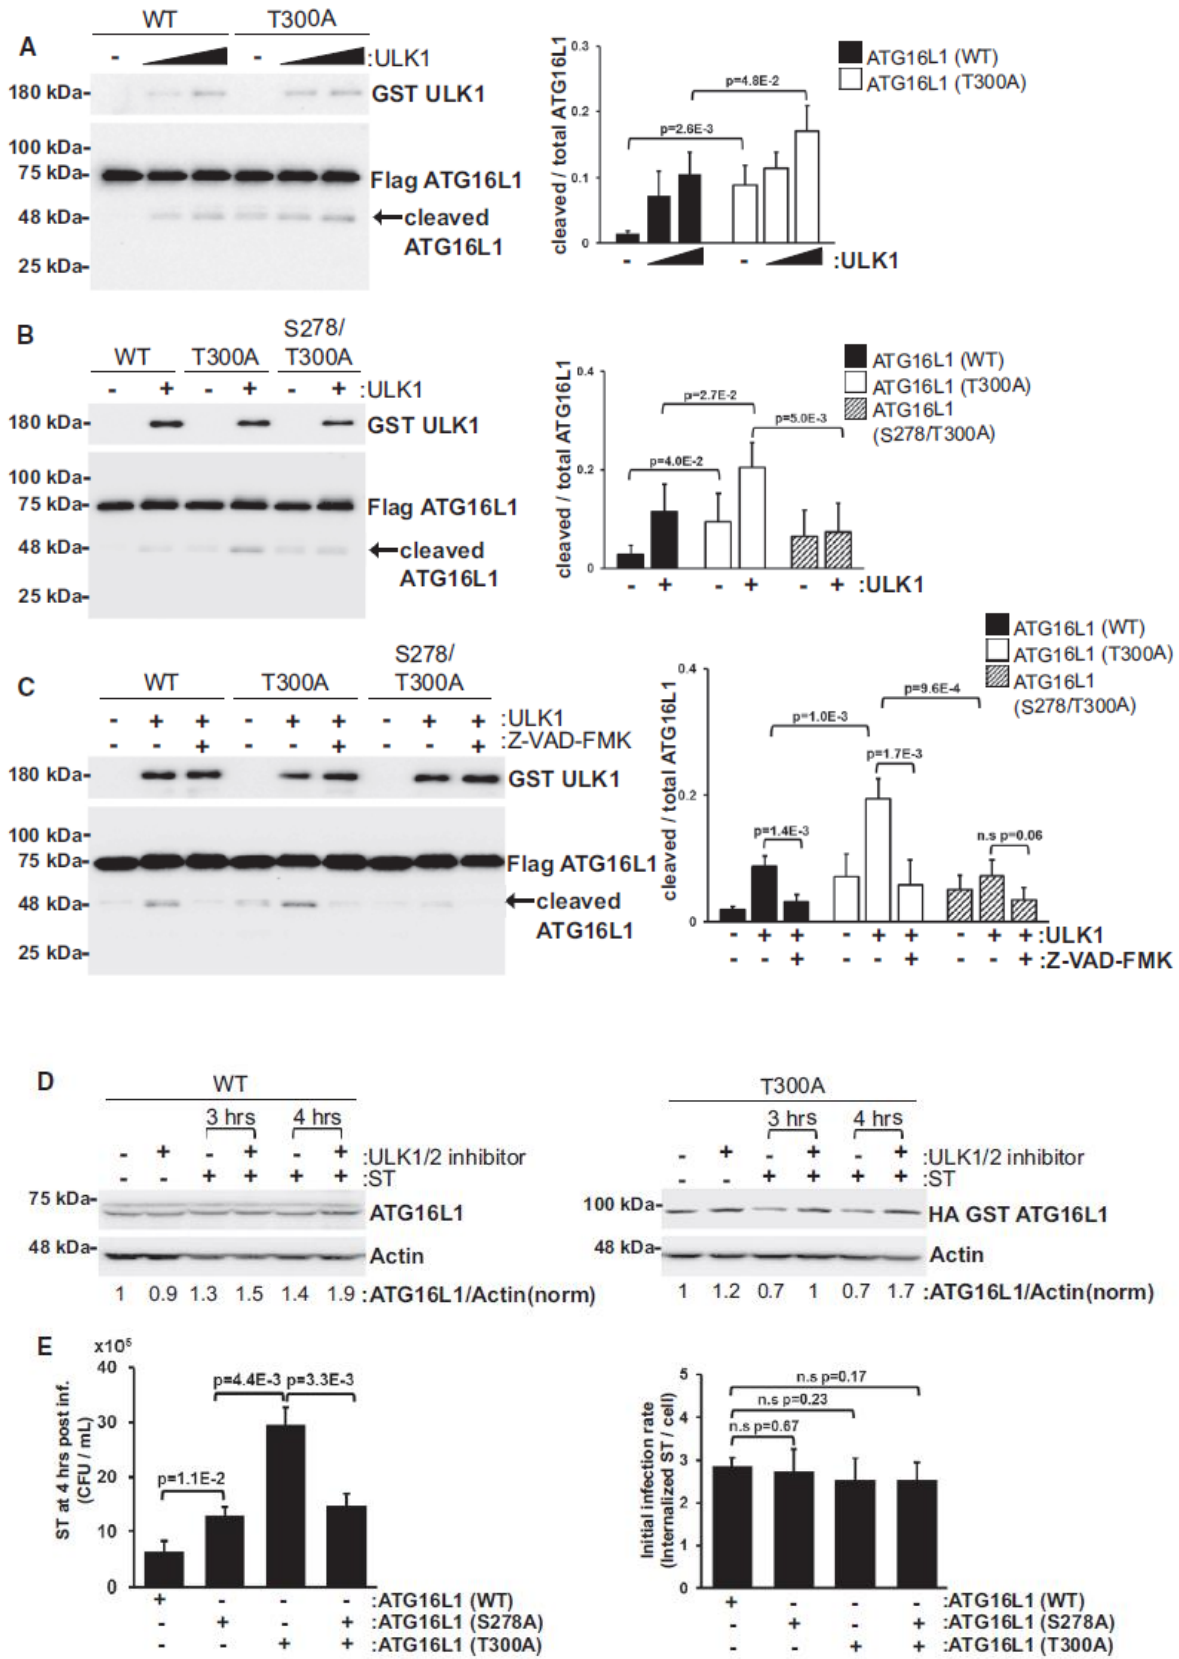 A
WT T300A
- - :ULK1
180 kDa- GST ULK1
100 kDa-
75 kDa- Flag ATG16L1
48 kDa- cleaved
ATG16L1
25 kDa-
cleaved / total ATG16L1
0.3
0.2
0.1
0
p=2.6E-3
p=4.8E-2
ATG16L1 (WT)
ATG16L1 (T300A)
- - :ULK1
B
WT T300A S278/
T300A
- + - + - + :ULK1
180 kDa- GST ULK1
100 kDa-
75 kDa- Flag ATG16L1
48 kDa- cleaved
ATG16L1
25 kDa-
cleaved / total ATG16L1
0.4
0.2
0
p=4.0E-2
p=2.7E-2
p=5.0E-3
ATG16L1 (WT)
ATG16L1 (T300A)
ATG16L1
(S278/T300A)
- + - + - + :ULK1
C
WT T300A S278/
T300A
- + + - + + - + + :ULK1
- - + - - + - - + :Z-VAD-FMK
180 kDa- GST ULK1
100 kDa-
75 kDa- Flag ATG16L1
48 kDa- cleaved
ATG16L1
25 kDa-
cleaved / total ATG16L1
0.4
0.2
0
p=1.4E-3
p=1.0E-3
p=1.7E-3
p=9.6E-4
n.s p=0.06
ATG16L1 (WT)
ATG16L1 (T300A)
ATG16L1
(S278/T300A)
- + + - + + - + + :ULK1
- - + - - + - - + :Z-VAD-FMK
D
WT
3 hrs 4 hrs
- + - + - + :ULK1/2 inhibitor
- - + + + + :ST
75 kDa- ATG16L1
48 kDa- Actin
1 0.9 1.3 1.5 1.4 1.9 :ATG16L1/Actin(norm)
T300A
3 hrs 4 hrs
- + - + - + :ULK1/2 inhibitor
- - + + + + :ST
100 kDa- HA GST ATG16L1
48 kDa- Actin
1 1.2 0.7 1 0.7 1.7 :ATG16L1/Actin(norm)
E
ST at 4 hrs post inf.
(CFU / mL)
40
30
20
10
0
p=1.1E-2
p=4.4E-3 p=3.3E-3
+ - - - :ATG16L1 (WT)
- + - + :ATG16L1 (S278A)
- - + + :ATG16L1 (T300A)
Initial infection rate
(Internalized ST / cell)
5
4
3
2
1
0
n.s p=0.17
n.s p=0.23
n.s p=0.67
+ - - - :ATG16L1 (WT)
- + - + :ATG16L1 (S278A)
- - + + :ATG16L1 (T300A)